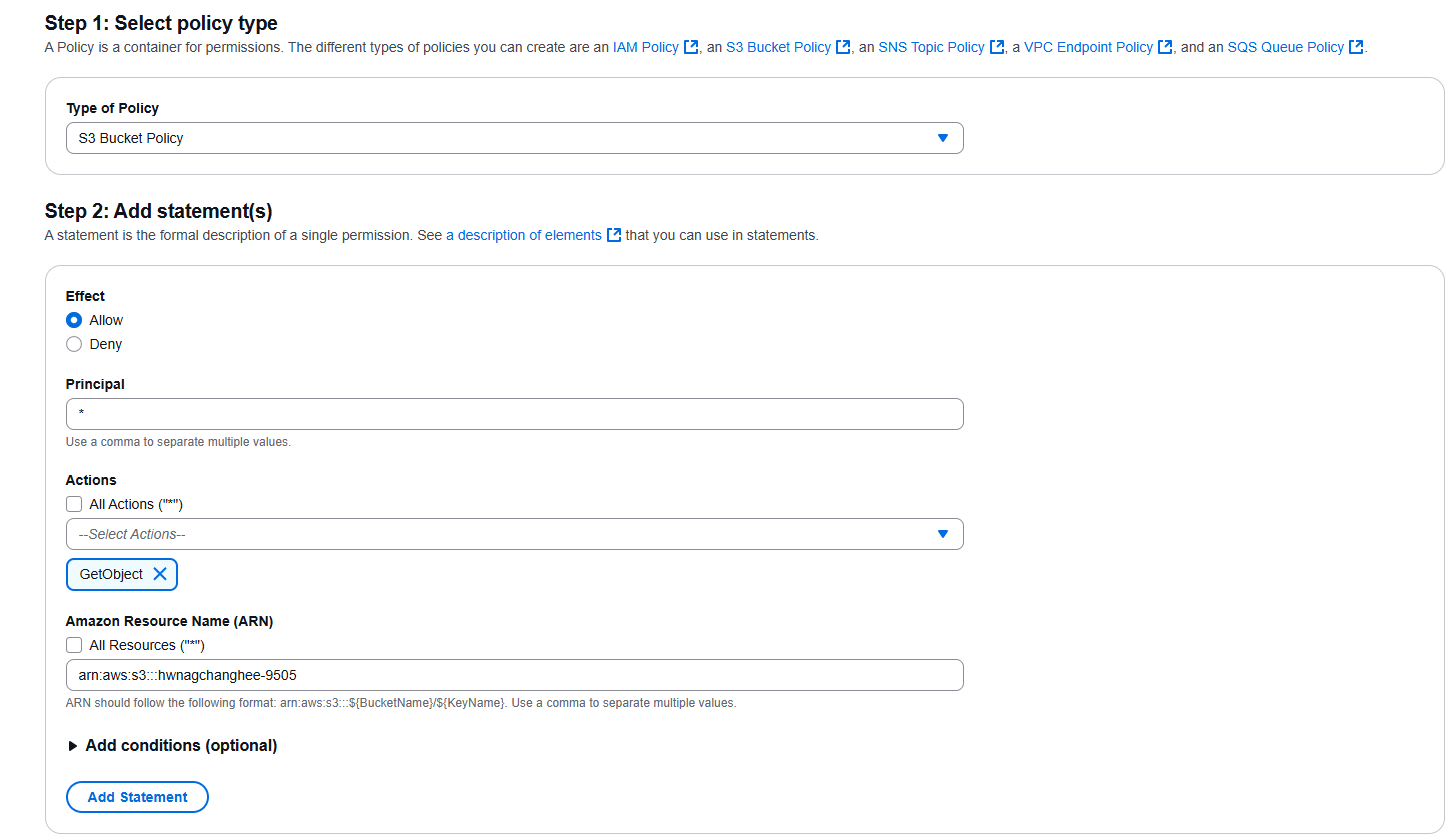 Step 1: Select policy type
A Policy is a container for permissions. The different types of policies you can create are an IAM Policy, an S3 Bucket Policy, an SNS Topic Policy, a VPC Endpoint Policy, and an SQS Queue Policy.
Type of Policy
S3 Bucket Policy
Step 2: Add statement(s)
A statement is the formal description of a single permission. See a description of elements that you can use in statements.
Effect
Allow
Deny
Principal
*
Use a comma to separate multiple values.
Actions
All Actions ("*")
--Select Actions--
GetObject
Amazon Resource Name (ARN)
All Resources ("*")
arn:aws:s3:::hwnagchanghee-9505
ARN should follow the following format: arn:aws:s3:::${BucketName}/${KeyName}. Use a comma to separate multiple values.
Add conditions (optional)
Add Statement